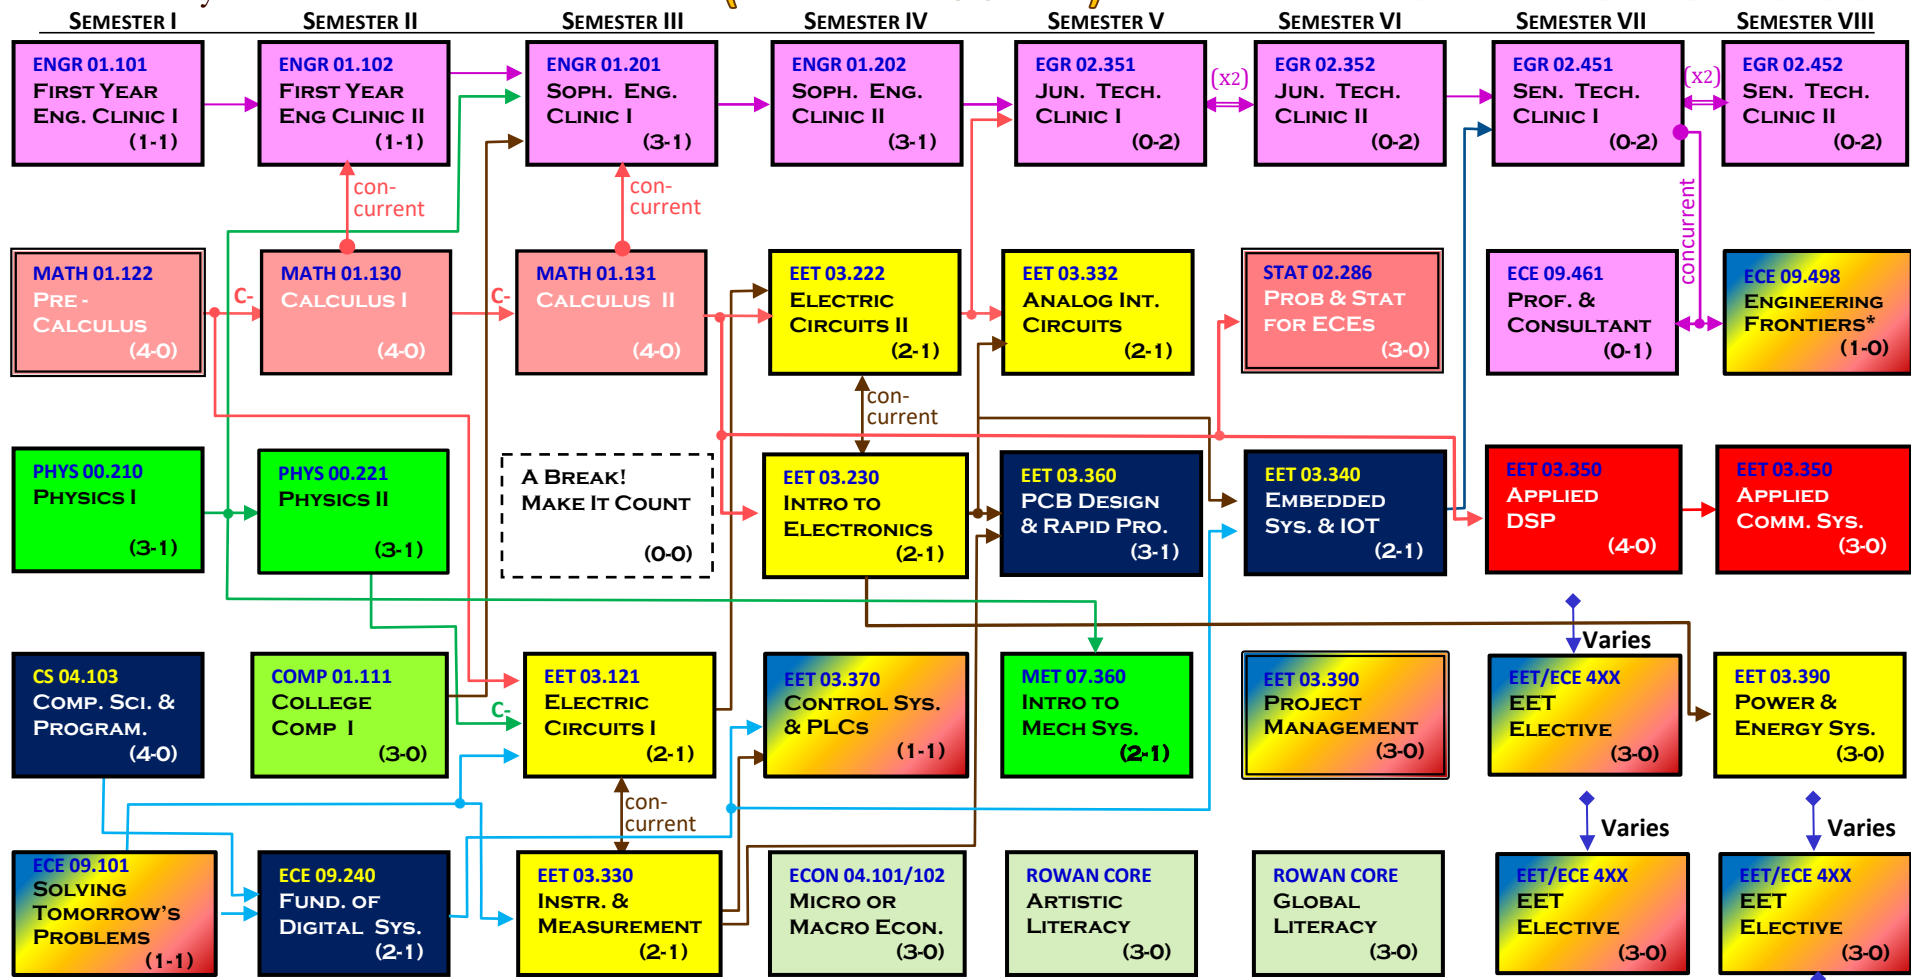 SEMESTER I
SEMESTER II
SEMESTER III
SEMESTER IV
SEMESTER V
SEMESTER VI
SEMESTER VII
SEMESTER VIII
ENGR 01.101
FIRST YEAR
ENG. CLINIC I
(1-1)
ENGR 01.102
FIRST YEAR
ENG CLINIC II
(1-1)
ENGR 01.201
SOPH. ENG.
CLINIC I
(3-1)
ENGR 01.202
SOPH. ENG.
CLINIC II
(3-1)
EGR 02.351
JUN. TECH.
CLINIC I
(0-2)
(x2)
EGR 02.352
JUN. TECH.
CLINIC II
(0-2)
EGR 02.451
SEN. TECH.
CLINIC I
(0-2)
(x2)
EGR 02.452
SEN. TECH.
CLINIC II
(0-2)
con-
current
con-
current
concurrent
MATH 01.122
PRE -
CALCULUS
(4-0)
C-
MATH 01.130
CALCULUS I
(4-0)
C-
MATH 01.131
CALCULUS II
(4-0)
EET 03.222
ELECTRIC
CIRCUITS II
(2-1)
EET 03.332
ANALOG INT.
CIRCUITS
(2-1)
STAT 02.286
PROB & STAT
FOR ECES
(3-0)
ECE 09.461
PROF. &
CONSULTANT
(0-1)
ECE 09.498
ENGINEERING
FRONTIERS*
(1-0)
con-
current
PHYS 00.210
PHYSICS I
(3-1)
PHYS 00.221
PHYSICS II
(3-1)
A BREAK!
MAKE IT COUNT
(0-0)
EET 03.230
INTRO TO
ELECTRONICS
(2-1)
EET 03.360
PCB DESIGN
& RAPID PRO.
(3-1)
EET 03.340
EMBEDDED
SYS. & IOT
(2-1)
EET 03.350
APPLIED
DSP
(4-0)
EET 03.350
APPLIED
COMM. SYS.
(3-0)
Varies
CS 04.103
COMP. SCI. &
PROGRAM.
(4-0)
COMP 01.111
COLLEGE
COMP I
(3-0)
C-
EET 03.121
ELECTRIC
CIRCUITS I
(2-1)
EET 03.370
CONTROL SYS.
& PLCS
(1-1)
MET 07.360
INTRO TO
MECH SYS.
(2-1)
EET 03.390
PROJECT
MANAGEMENT
(3-0)
EET/ECE 4XX
EET
ELECTIVE
(3-0)
EET 03.390
POWER &
ENERGY SYS.
(3-0)
con-
current
Varies
Varies
ECE 09.101
SOLVING
TOMORROW'S
PROBLEMS
(1-1)
ECE 09.240
FUND. OF
DIGITAL SYS.
(2-1)
EET 03.330
INSTR. &
MEASUREMENT
(2-1)
ECON 04.101/102
MICRO OR
MACRO ECON.
(3-0)
ROWAN CORE
ARTISTIC
LITERACY
(3-0)
ROWAN CORE
GLOBAL
LITERACY
(3-0)
EET/ECE 4XX
EET
ELECTIVE
(3-0)
EET/ECE 4XX
EET
ELECTIVE
(3-0)